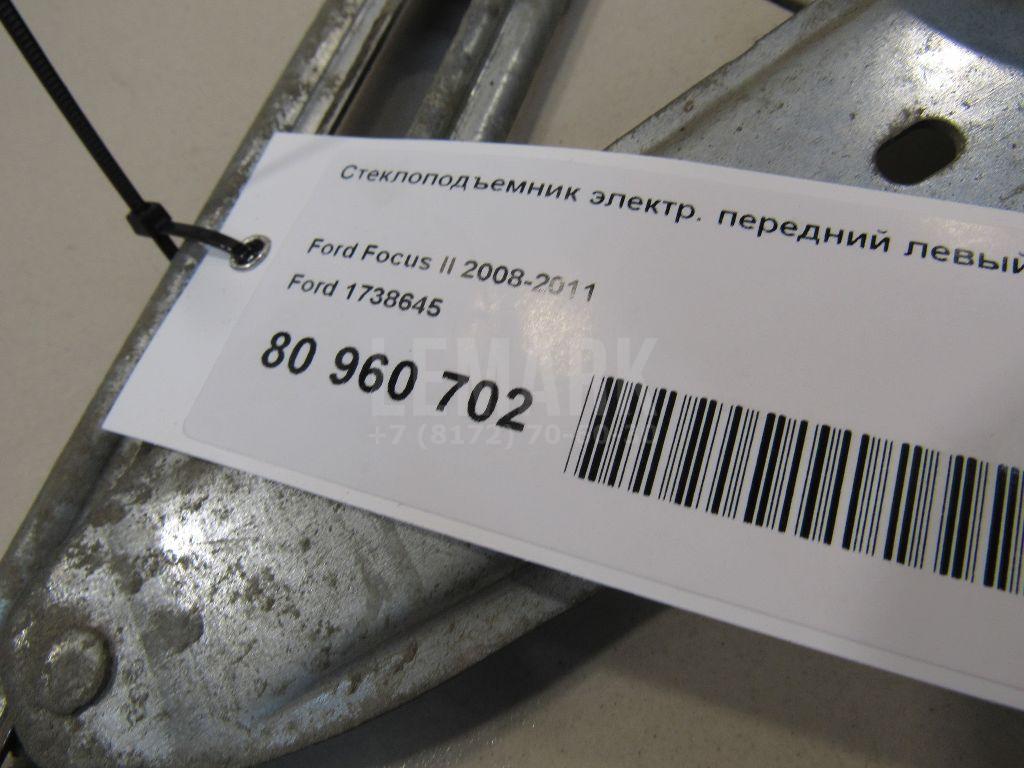 Стеклоподъемник электр. передний левый
Ford Focus II 2008-2011
Ford 1738645
80 960 702
LEMARK